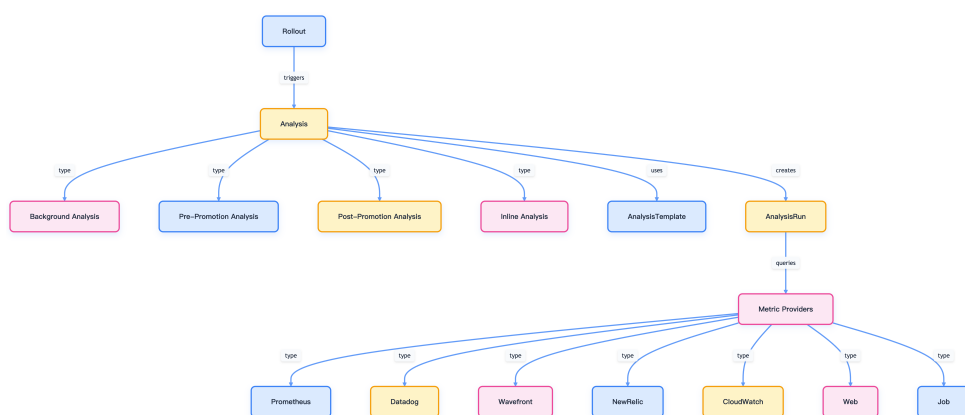 Rollout
triggers
Analysis
type
type
type
type
uses
creates
Background Analysis
Pre-Promotion Analysis
Post-Promotion Analysis
Inline Analysis
AnalysisTemplate
AnalysisRun
queries
Metric Providers
type
type
type
type
type
type
type
Prometheus
Datadog
Wavefront
NewRelic
CloudWatch
Web
Job